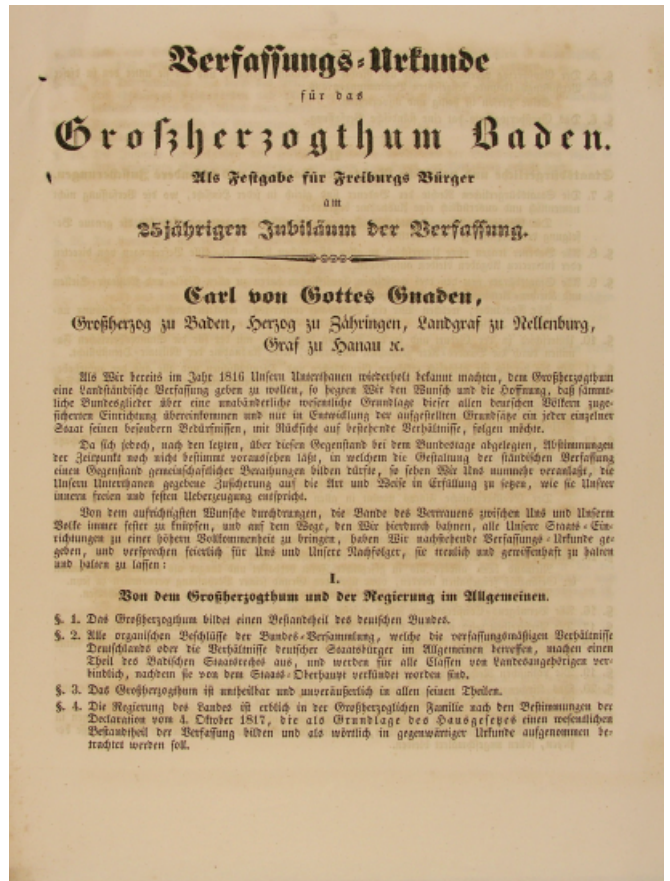 Verfassungs-Urkunde
für das
Großherzogthum Baden.
Als Festgabe für Freiburgs Bürger
am
25jährigen Jubiläum der Verfassung.
Carl von Gottes Gnaden,
Großherzog zu Baden, Herzog zu Zähringen, Landgraf zu Nellenburg,
Graf zu Hanau ꝛc.
Als Wir bereits im Jahr 1816 Unsern Unterthanen wiederholt bekannt machten, dem Großherzogthum
eine Landständische Verfassung geben zu wollen, so hegten Wir den Wunsch und die Hoffnung, daß sämmt-
liche Bundesglieder über eine unabänderliche wesentliche Grundlage dieser allen deutschen Völkern zuge-
sicherten Einrichtung übereinkommen und nur in Entwicklung der aufgestellten Grundsätze ein jeder einzelner
Staat seinen besondern Bedürfnissen, mit Rücksicht auf bestehende Verhältnisse, folgen möchte.
Da sich jedoch, nach den letzten, über diesen Gegenstand bei dem Bundestage abgelegten, Abstimmungen
der Zeitpunkt noch nicht bestimmt voraussehen läßt, in welchem die Gestaltung der ständischen Verfassung
einen Gegenstand gemeinschaftlicher Berathungen bilden dürfte, so sehen Wir Uns nunmehr veranlaßt, die
Unsern Unterthanen gegebene Zusicherung auf die Art und Weise in Erfüllung zu setzen, wie sie Unsrer
innern freien und festen Ueberzeugung entspricht.
Von dem aufrichtigsten Wunsche durchdrungen, die Bande des Vertrauens zwischen Uns und Unserm
Volke immer fester zu knüpfen, und auf dem Wege, den Wir hierdurch bahnen, alle Unsere Staats-Ein-
richtungen zu einer höhern Vollkommenheit zu bringen, haben Wir nachstehende Verfassungs-Urkunde ge-
geben, und versprechen feierlich für Uns und Unsere Nachfolger, sie treulich und gewissenhaft zu halten
und halten zu lassen:
I.
Von dem Großherzogthum und der Regierung im Allgemeinen.
§. 1. Das Großherzogthum bildet einen Bestandtheil des deutschen Bundes.
§. 2. Alle organischen Beschlüsse der Bundes-Versammlung, welche die verfassungsmäßigen Verhältnisse
Deutschlands oder die Verhältnisse deutscher Staatsbürger im Allgemeinen betreffen, machen einen
Theil des Badischen Staatsrechts aus, und werden für alle Classen von Landesangehörigen ver-
bindlich, nachdem sie von dem Staats-Oberhaupt verkündet worden sind.
§. 3. Das Großherzogthum ist untheilbar und unveräußerlich in allen seinen Theilen.
§. 4. Die Regierung des Landes ist erblich in der Großherzoglichen Familie nach den Bestimmungen der
Declaration vom 4. Oktober 1817, die als Grundlage des Hausgesetzes einen wesentlichen
Bestandtheil der Verfassung bilden und als wörtlich in gegenwärtiger Urkunde aufgenommen be-
trachtet werden soll.